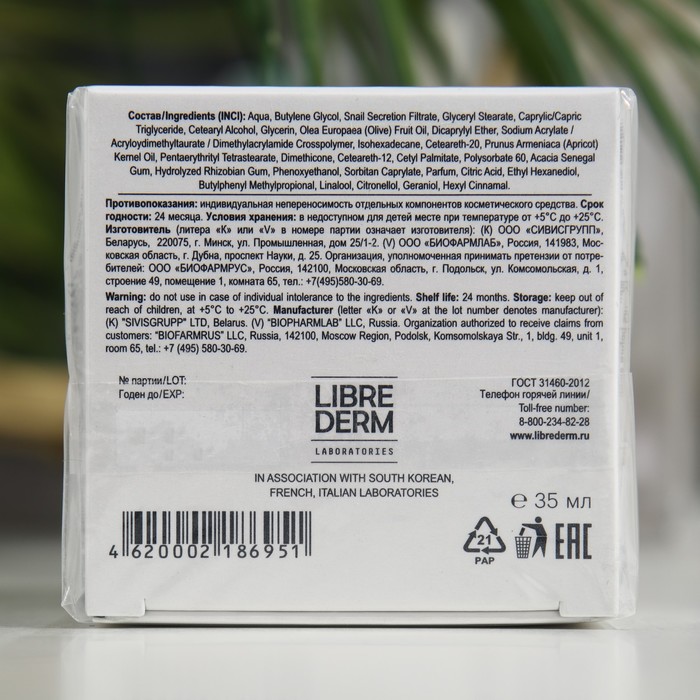 Состав/Ingredients (INCI): Aqua, Butylene Glycol, Snail Secretion Filtrate, Glyceryl Stearate, Caprylic/Capric
Triglyceride, Cetearyl Alcohol, Glycerin, Olea Europaea (Olive) Fruit Oil, Dicaprylyl Ether, Sodium Acrylate /
Acryloydimethyltaurate / Dimethylacrylamide Crosspolymer, Isohexadecane, Ceteareth-20, Prunus Armeniaca (Apricot)
Kernel Oil, Pentaerythrityl Tetrastearate, Dimethicone, Ceteareth-12, Cetyl Palmitate, Polysorbate 60, Acacia Senegal
Gum, Hydrolyzed Rhizobian Gum, Phenoxyethanol, Sorbitan Caprylate, Parfum, Citric Acid, Ethyl Hexanediol,
Butylphenyl Methylpropional, Linalool, Citronellol, Geraniol, Hexyl Cinnamal.
Противопоказания: индивидуальная непереносимость отдельных компонентов косметического средства. Срок
годности: 24 месяца. Условия хранения: в недоступном для детей месте при температуре от +5°С до +25°С.
Изготовитель (литера «К» или «V» в номере партии означает изготовителя): (К) ООО «СИВИСГРУПП»,
Беларусь, 220075, г. Минск, ул. Промышленная, дом 25/1-2. (V) ООО «БИОФАРМЛАБ», Россия, 141983, Мос-
ковская область, г. Дубна, проспект Науки, д. 25. Организация, уполномоченная принимать претензии от потре-
бителей: ООО «БИОФАРМРУС», Россия, 142100, Московская область, г. Подольск, ул. Комсомольская, д. 1,
строение 49, помещение 1, комната 65, тел.: +7(495)580-30-69.
Warning: do not use in case of individual intolerance to the ingredients. Shelf life: 24 months. Storage: keep out of
reach of children, at +5°C to +25°C. Manufacturer (letter «K» or «V» at the lot number denotes manufacturer):
(K) "SIVISGRUPP" LTD, Belarus. (V) "BIOPHARMLAB" LLC, Russia. Organization authorized to receive claims from
customers: "BIOFARMRUS" LLC, Russia, 142100, Moscow Region, Podolsk, Komsomolskaya Str., 1, bldg. 49, unit 1,
room 65, tel.: +7 (495) 580-30-69.
№ партии/LOT:
Годен до/EXP:
LIBRE
DERM
LABORATORIES
ГОСТ 31460-2012
Телефон горячей линии/
Toll-free number:
8-800-234-82-28
www.librederm.ru
IN ASSOCIATION WITH SOUTH KOREAN,
FRENCH, ITALIAN LABORATORIES
℮ 35 мл
4 620002 186951
21
PAP
EAC